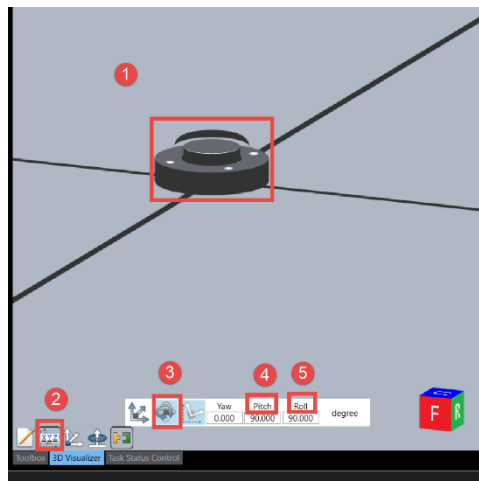 1
2
3
4
5
Yaw Pitch Roll
0.000 90.000 90.000 degree
XYZ
F
Toolbox 3D Visualizer Task Status Control